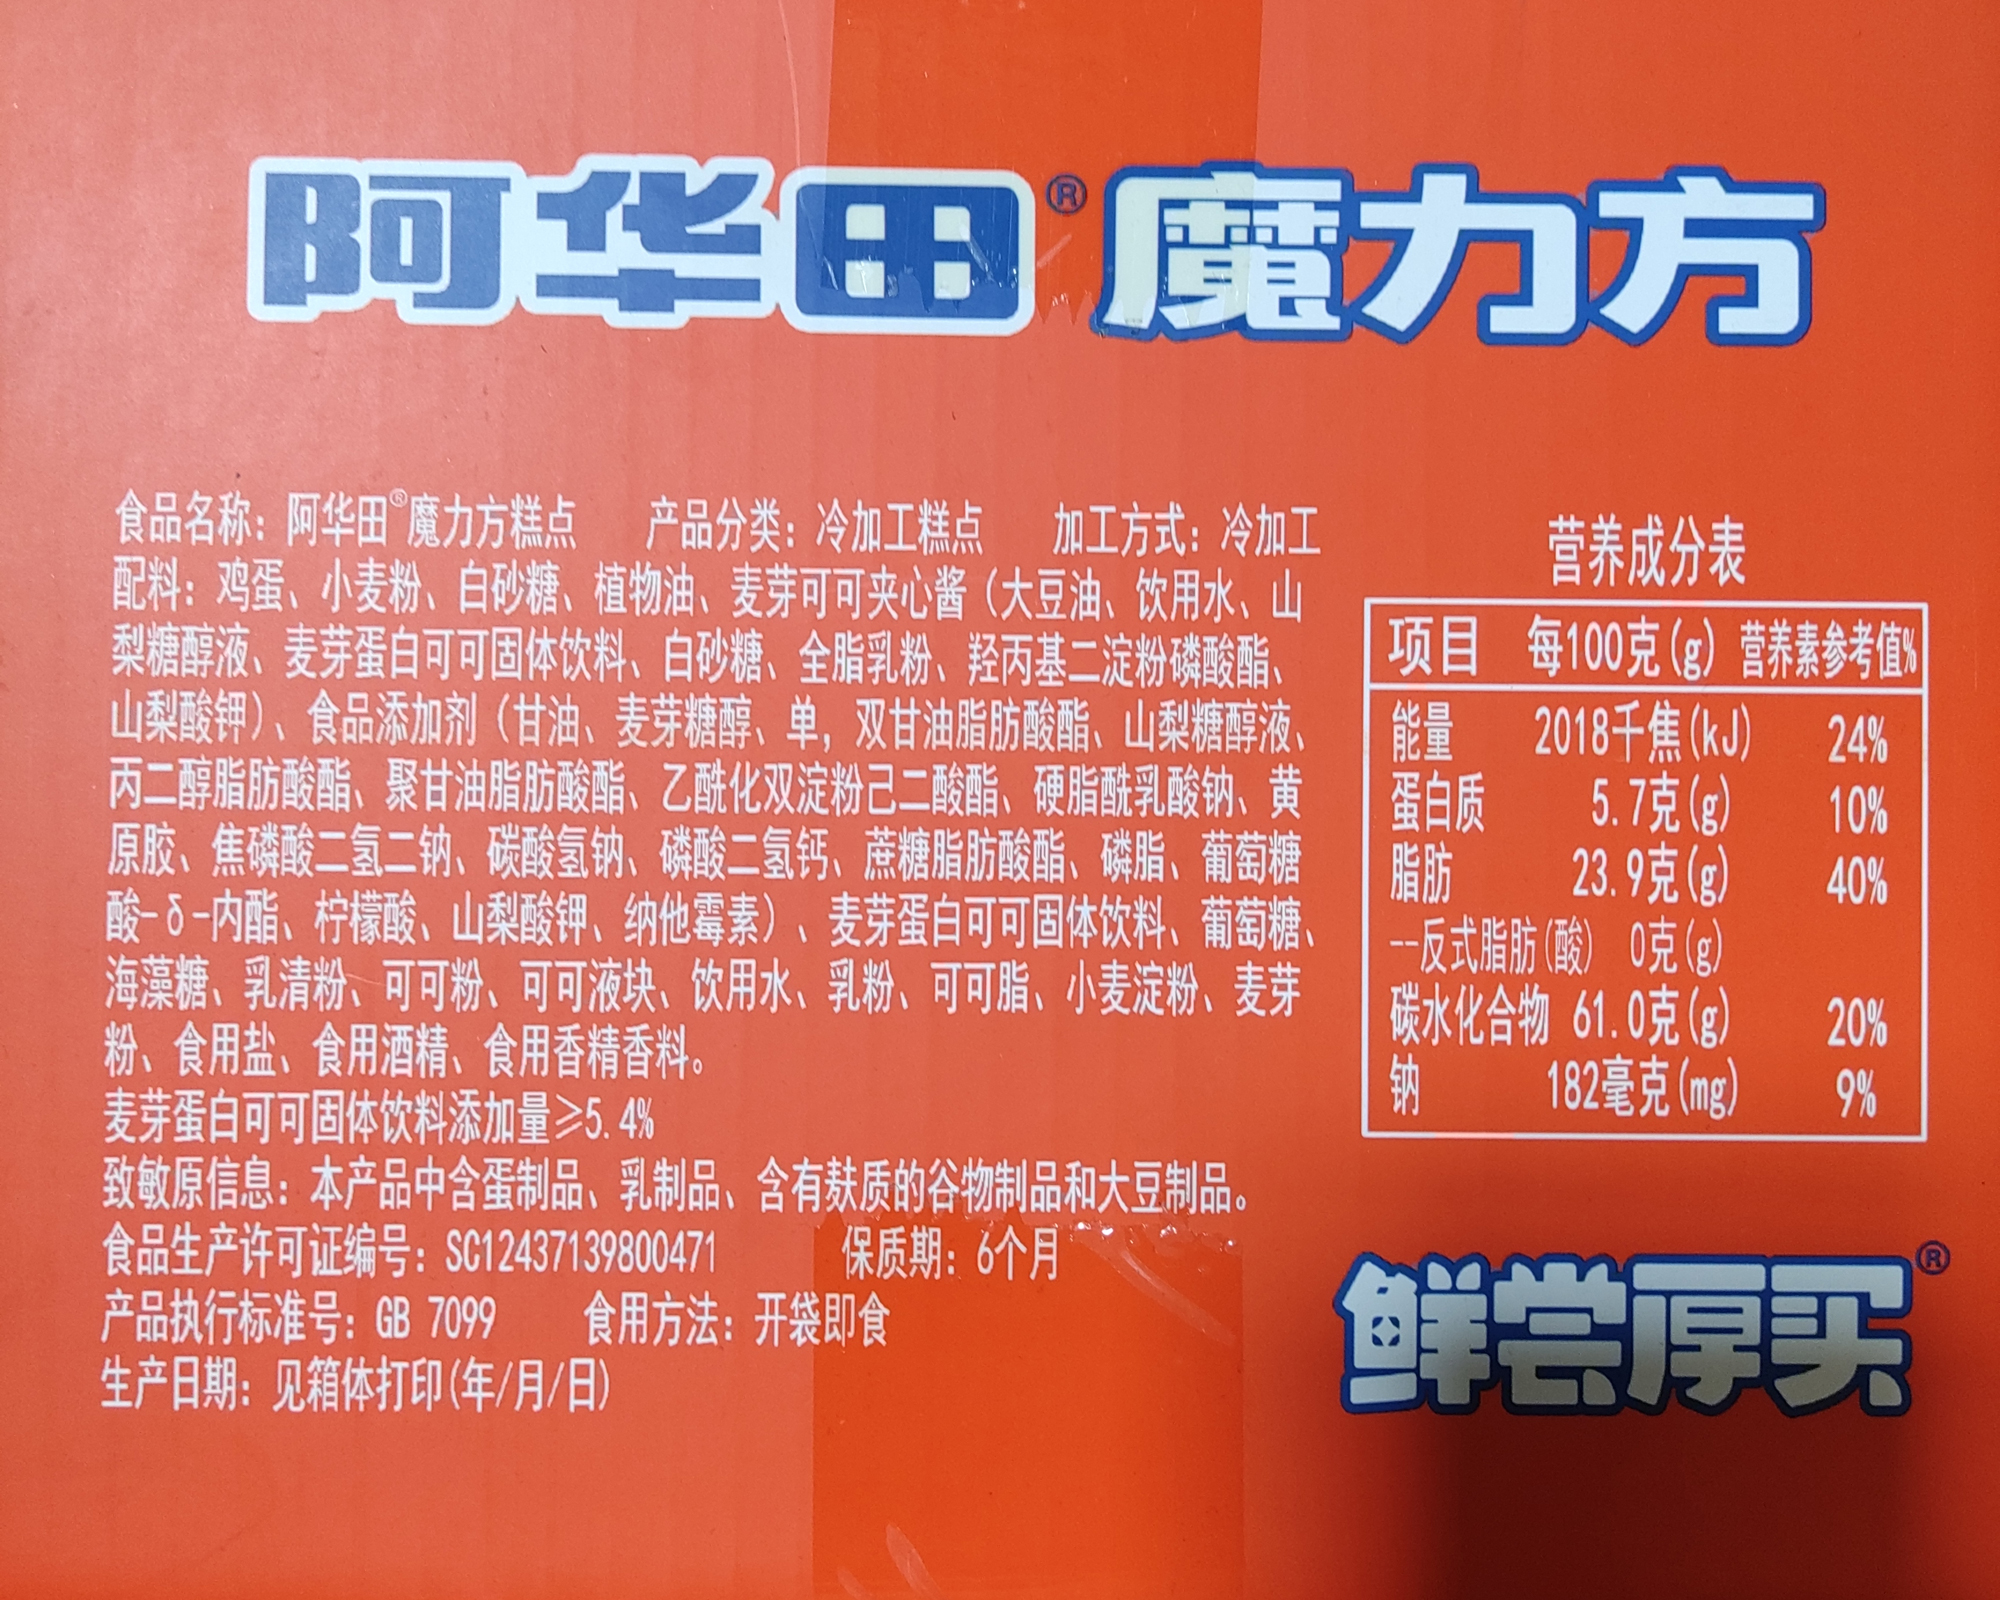 阿华田®魔力方
食品名称：阿华田®魔力方糕点 产品分类：冷加工糕点 加工方式：冷加工
配料：鸡蛋、小麦粉、白砂糖、植物油、麦芽可可夹心酱（大豆油、饮用水、山
梨糖醇液、麦芽蛋白可可固体饮料、白砂糖、全脂乳粉、羟丙基二淀粉磷酸酯、
山梨酸钾）、食品添加剂（甘油、麦芽糖醇、单，双甘油脂肪酸酯、山梨糖醇液、
丙二醇脂肪酸酯、聚甘油脂肪酸酯、乙酰化双淀粉己二酸酯、硬脂酰乳酸钠、黄
原胶、焦磷酸二氢二钠、碳酸氢钠、磷酸二氢钙、蔗糖脂肪酸酯、磷脂、葡萄糖
酸-δ-内酯、柠檬酸、山梨酸钾、纳他霉素）、麦芽蛋白可可固体饮料、葡萄糖、
海藻糖、乳清粉、可可粉、可可液块、饮用水、乳粉、可可脂、小麦淀粉、麦芽
粉、食用盐、食用酒精、食用香精香料。
麦芽蛋白可可固体饮料添加量≥5.4%
致敏原信息：本产品中含蛋制品、乳制品、含有麸质的谷物制品和大豆制品。
食品生产许可证编号：SC12437139800471 保质期：6个月
产品执行标准号：GB 7099 食用方法：开袋即食
生产日期：见箱体打印(年/月/日)
营养成分表
项目 每100克(g) 营养素参考值%
能量 2018千焦(kJ) 24%
蛋白质 5.7克(g) 10%
脂肪 23.9克(g) 40%
--反式脂肪(酸) 0克(g)
碳水化合物 61.0克(g) 20%
钠 182毫克(mg) 9%
鲜尝厚买®